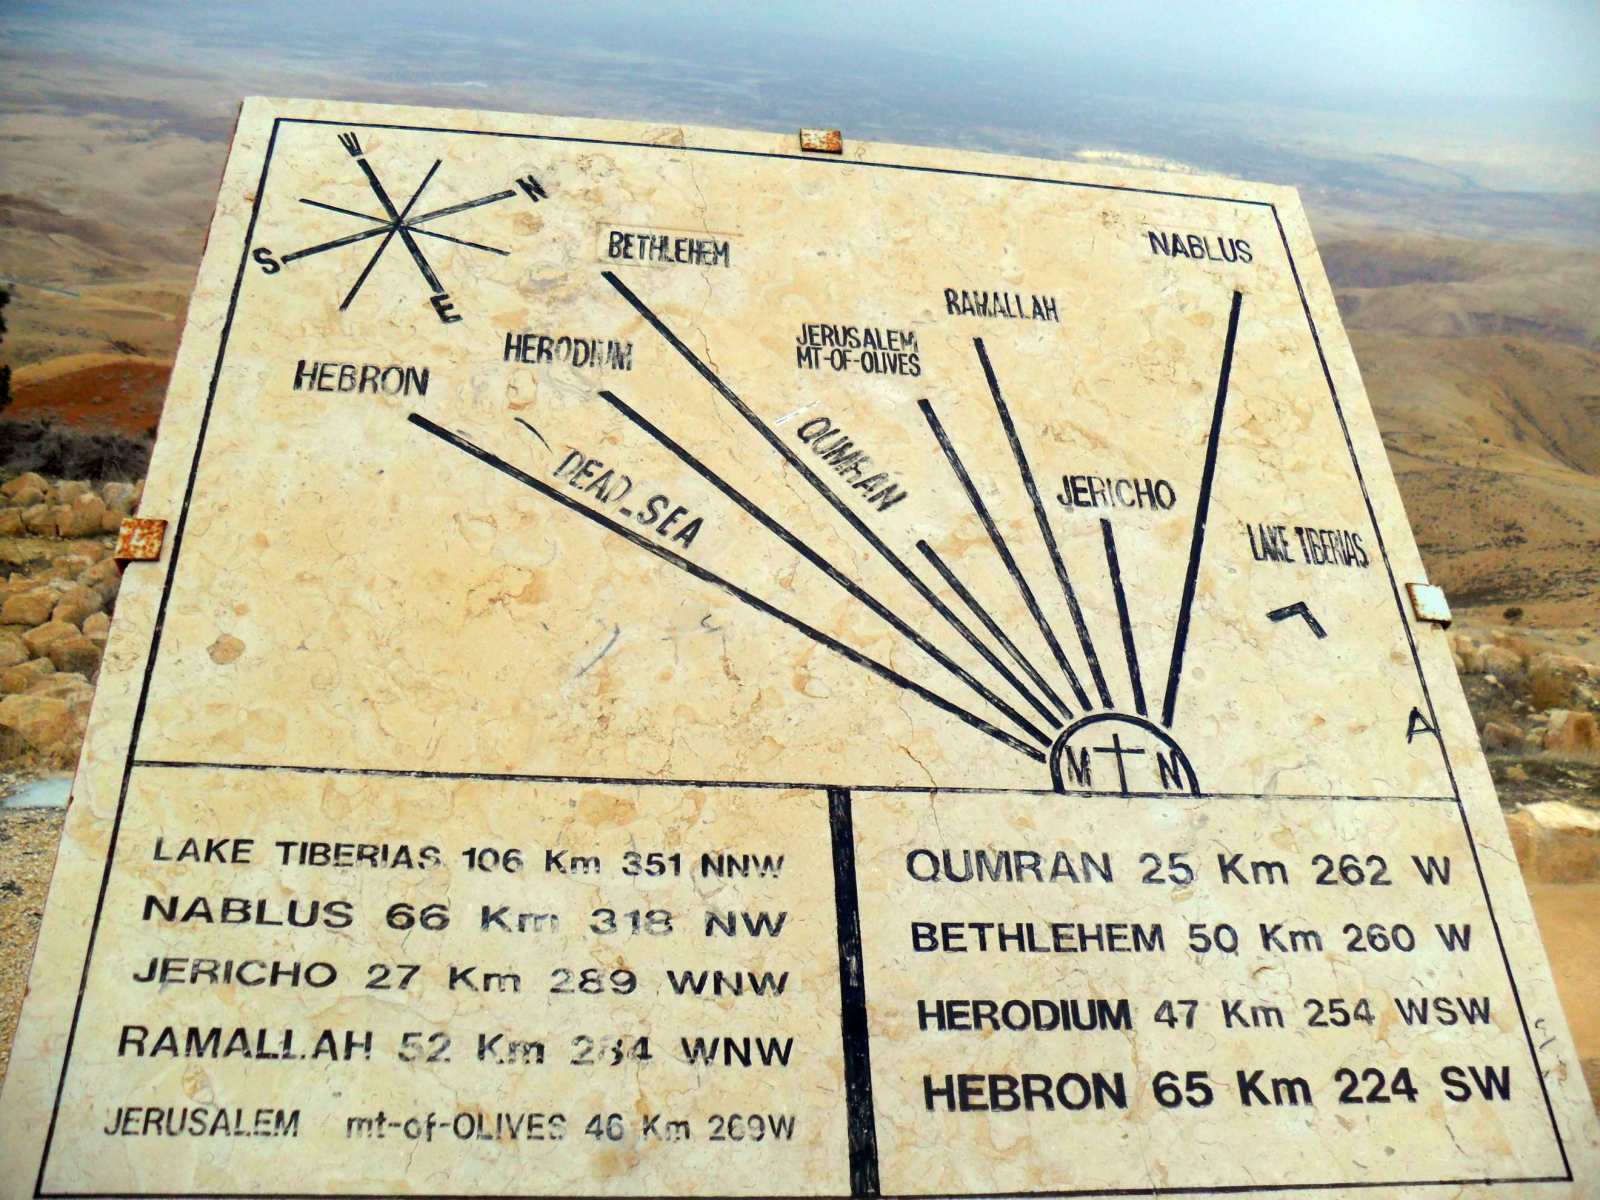 W
N
S
E
BETHLEHEM
NABLUS
RAMALLAH
JERUSALEM
MT-OF-OLIVES
HERODIUM
HEBRON
QUMRAN
DEAD_SEA
JERICHO
LAKE TIBERIAS
A
M N
LAKE TIBERIAS 106 Km 351 NNW
NABLUS 66 Km 318 NW
JERICHO 27 Km 289 WNW
RAMALLAH 52 Km 284 WNW
JERUSALEM mt-of-OLIVES 46 Km 269W
QUMRAN 25 Km 262 W
BETHLEHEM 50 Km 260 W
HERODIUM 47 Km 254 WSW
HEBRON 65 Km 224 SW